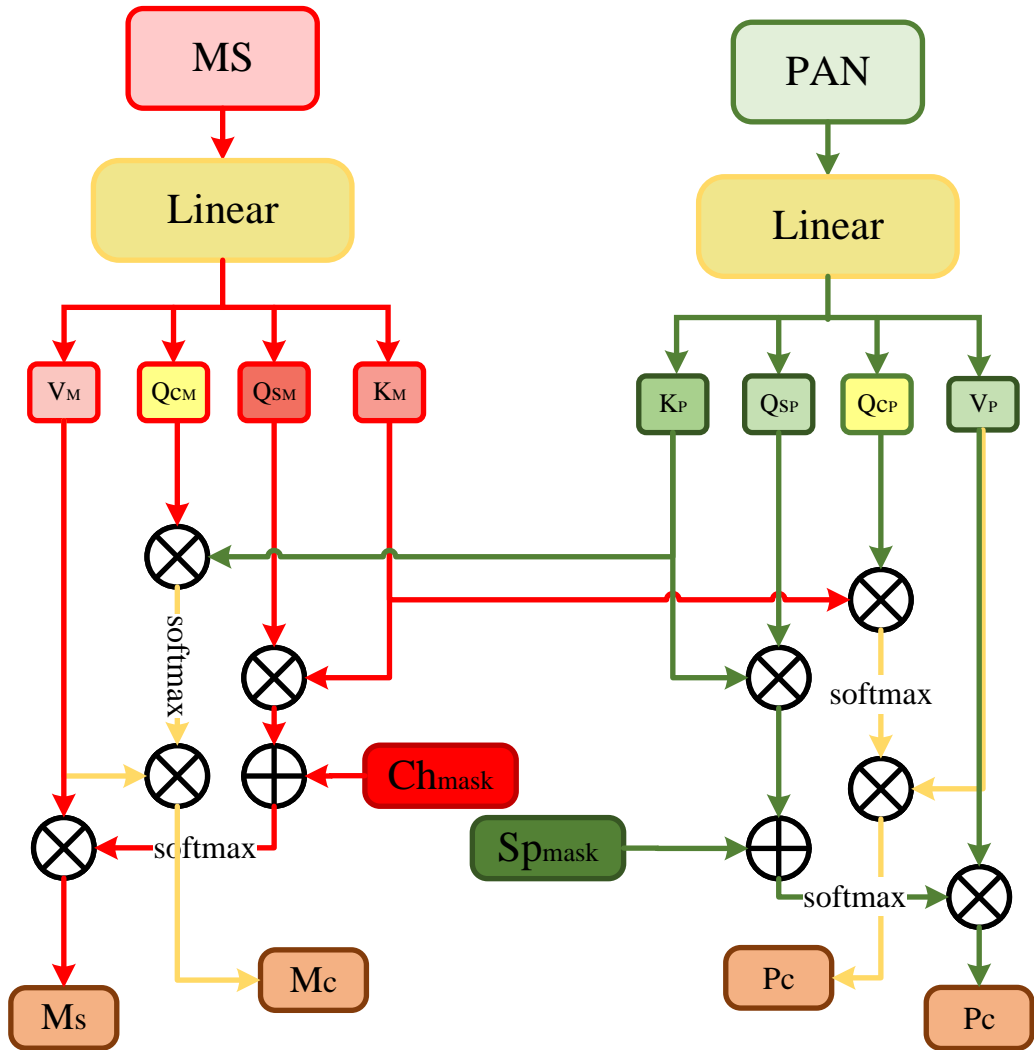 MS
PAN
Linear
Linear
VM
QcM
QsM
KM
KP
QsP
QcP
VP
softmax
softmax
Chmask
Spmask
softmax
softmax
Mc
Pc
Ms
Pc